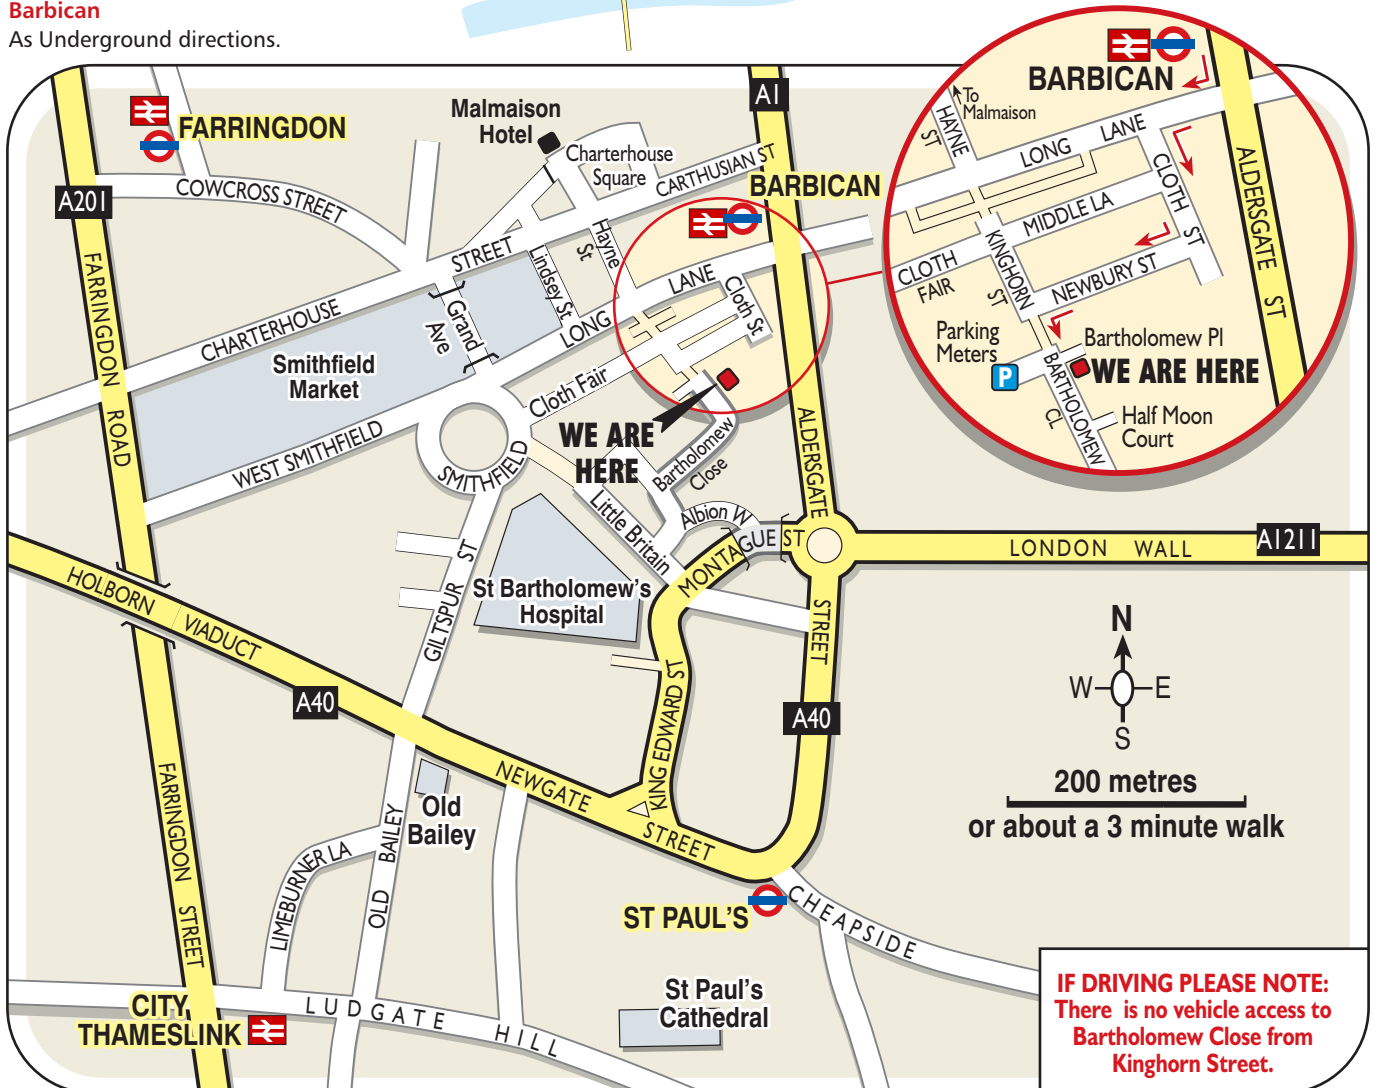 Barbican
As Underground directions.
FARRINGDON
A201
COWCROSS STREET
FARRINGDON ROAD
Malmaison
Hotel
Charterhouse
Square
CARTHUSIAN ST
A1
BARBICAN
CHARTERHOUSE STREET
Lindsey St
Hayne
St
Grand
Ave
LONG LANE
Cloth St
Smithfield
Market
Cloth Fair
WEST SMITHFIELD
SMITHFIELD
WE ARE
HERE
Bartholomew
Close
ALDERSGATE STREET
Little Britain
Albion W
MONTAGUE ST
LONDON WALL
A1211
HOLBORN VIADUCT
GILTSPUR ST
St Bartholomew's
Hospital
A40
KING EDWARD ST
A40
NEWGATE STREET
Old
Bailey
OLD BAILEY
LIMEBURNER LA
FARRINGDON STREET
ST PAUL'S
CHEAPSIDE
CITY
THAMESLINK
LUDGATE HILL
St Paul's
Cathedral
BARBICAN
To
Malmaison
HAYNE
ST
LONG LANE
CLOTH ST
ALDERSGATE ST
MIDDLE LA
CLOTH
FAIR
KINGHORN
ST
NEWBURY ST
Parking
Meters
P
Bartholomew Pl
WE ARE HERE
BARTHOLOMEW
CL
Half Moon
Court
N
W E
S
200 metres
or about a 3 minute walk
IF DRIVING PLEASE NOTE:
There is no vehicle access to
Bartholomew Close from
Kinghorn Street.